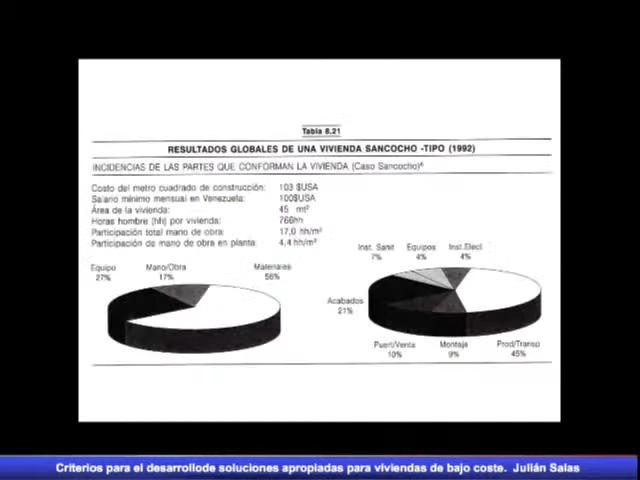 Tabla 8.21
RESULTADOS GLOBALES DE UNA VIVIENDA SANCOCHO -TIPO (1992)
INCIDENCIAS DE LAS PARTES QUE CONFORMAN LA VIVIENDA (Caso Sancocho)
Costo del metro cuadrado de construcción: 103 $USA
Salario mínimo mensual en Venezuela: 100$USA
Área de la vivienda: 45 mt²
Horas hombre (hh) por vivienda: 766hh
Participación total mano de obra: 17,0 hh/m²
Participación de mano de obra en planta: 4,4 hh/m²
Equipo 27%
Mano/Obra 17%
Materiales 56%
Inst. Sanit 7%
Equipos 4%
Inst.Elect 4%
Acabados 21%
Puert/Venta 10%
Montaje 9%
Prod/Transp 45%
Criterios para el desarrollode soluciones apropiadas para viviendas de bajo coste. Julián Salas